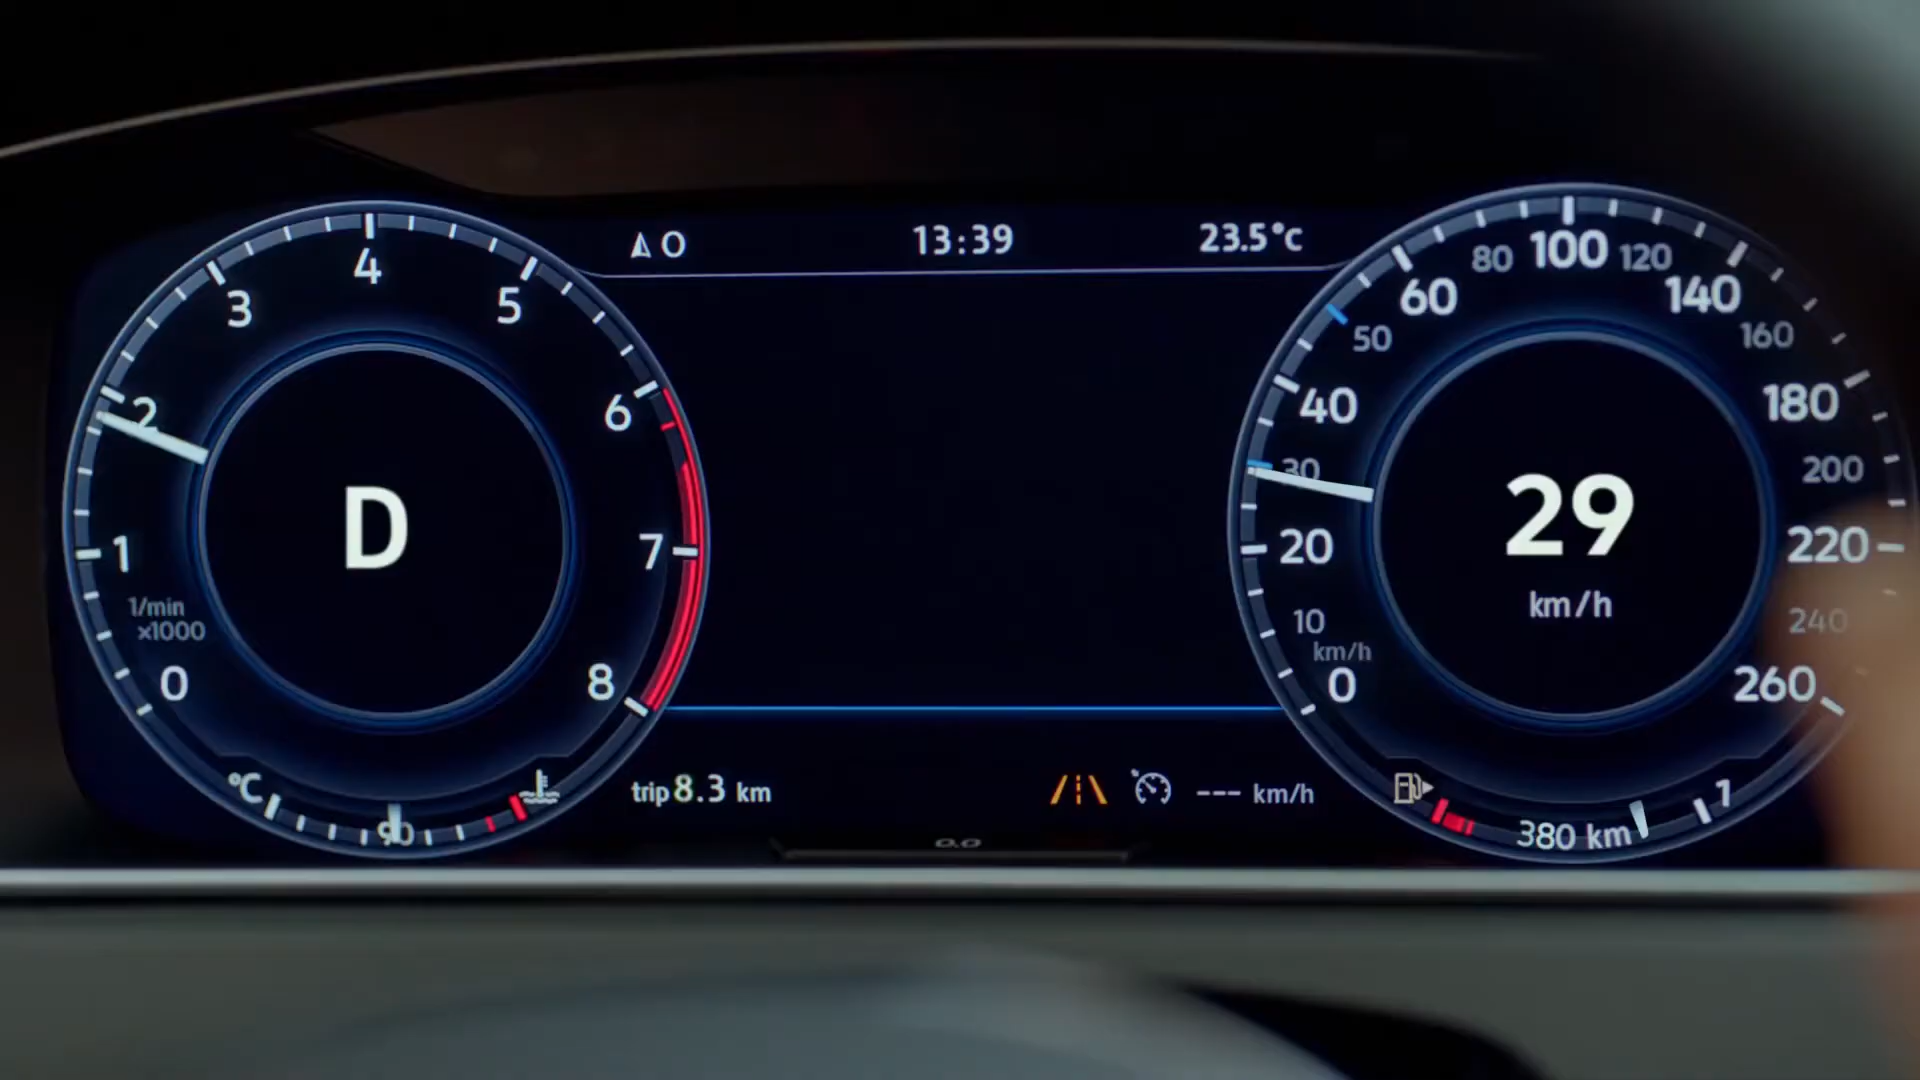 O 13:39 23.5°C
4
3 5
2 6
1 7
1/min
x1000
0 8
D
°C
90
80 100 120
60 140
50 160
40 180
30 200
20 220
10 240
km/h
0 260
29
km/h
trip 8.3 km
--- km/h
380 km 1
0.0